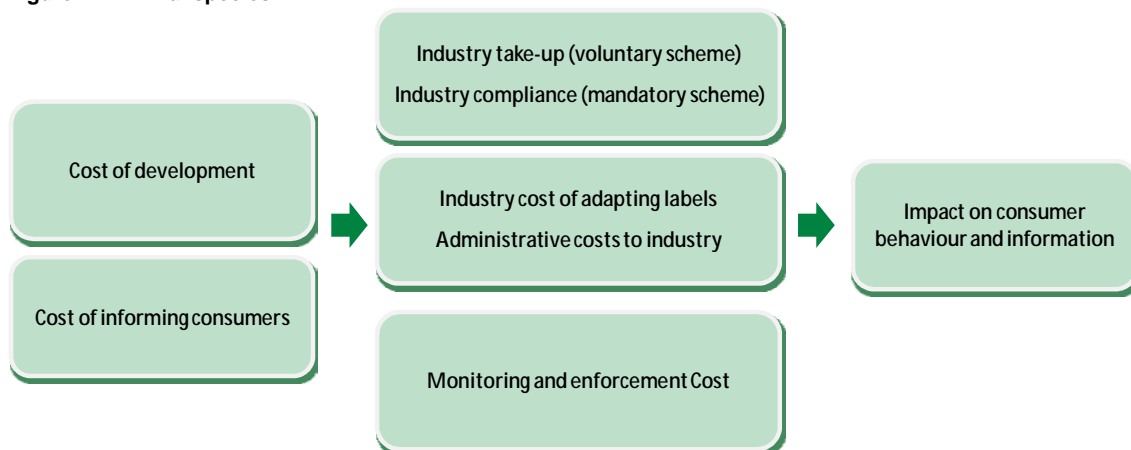 Industry take-up (voluntary scheme)
Industry compliance (mandatory scheme)
Cost of development
Cost of informing consumers
Industry cost of adapting labels
Administrative costs to industry
Monitoring and enforcement Cost
Impact on consumer
behaviour and information